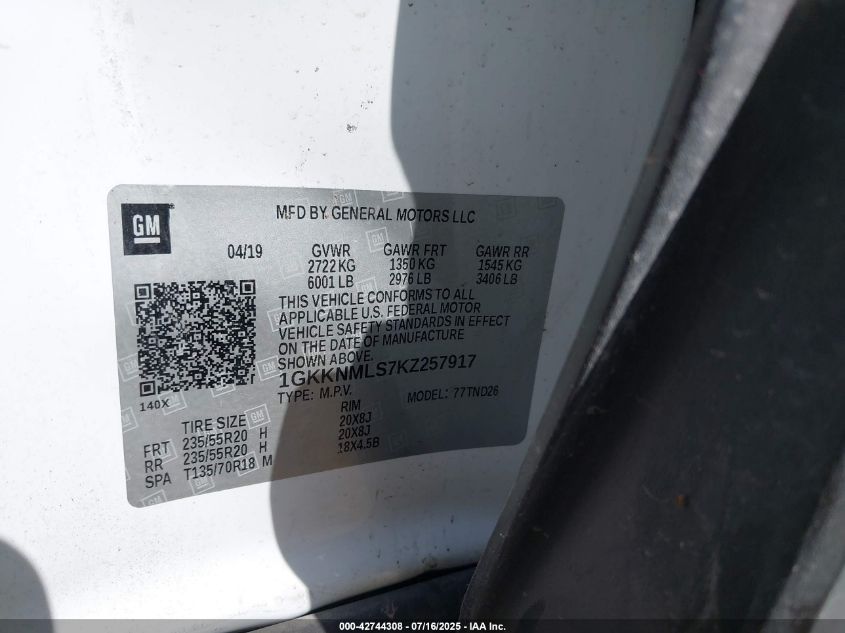 GM
MFD BY GENERAL MOTORS LLC
04/19 GVWR GAWR FRT GAWR RR
2722 KG 1350 KG 1545 KG
6001 LB 2976 LB 3406 LB
THIS VEHICLE CONFORMS TO ALL
APPLICABLE U.S. FEDERAL MOTOR
VEHICLE SAFETY STANDARDS IN EFFECT
ON THE DATE OF MANUFACTURE
SHOWN ABOVE.
1GKKNMLS7KZ257917
TYPE: M.P.V. MODEL: 77TND26
140X
TIRE SIZE RIM
FRT 235/55R20 H 20X8J
RR 235/55R20 H 20X8J
SPA T135/70R18 M 18X4.5B
000-42744308 - 07/16/2025 - IAA Inc.